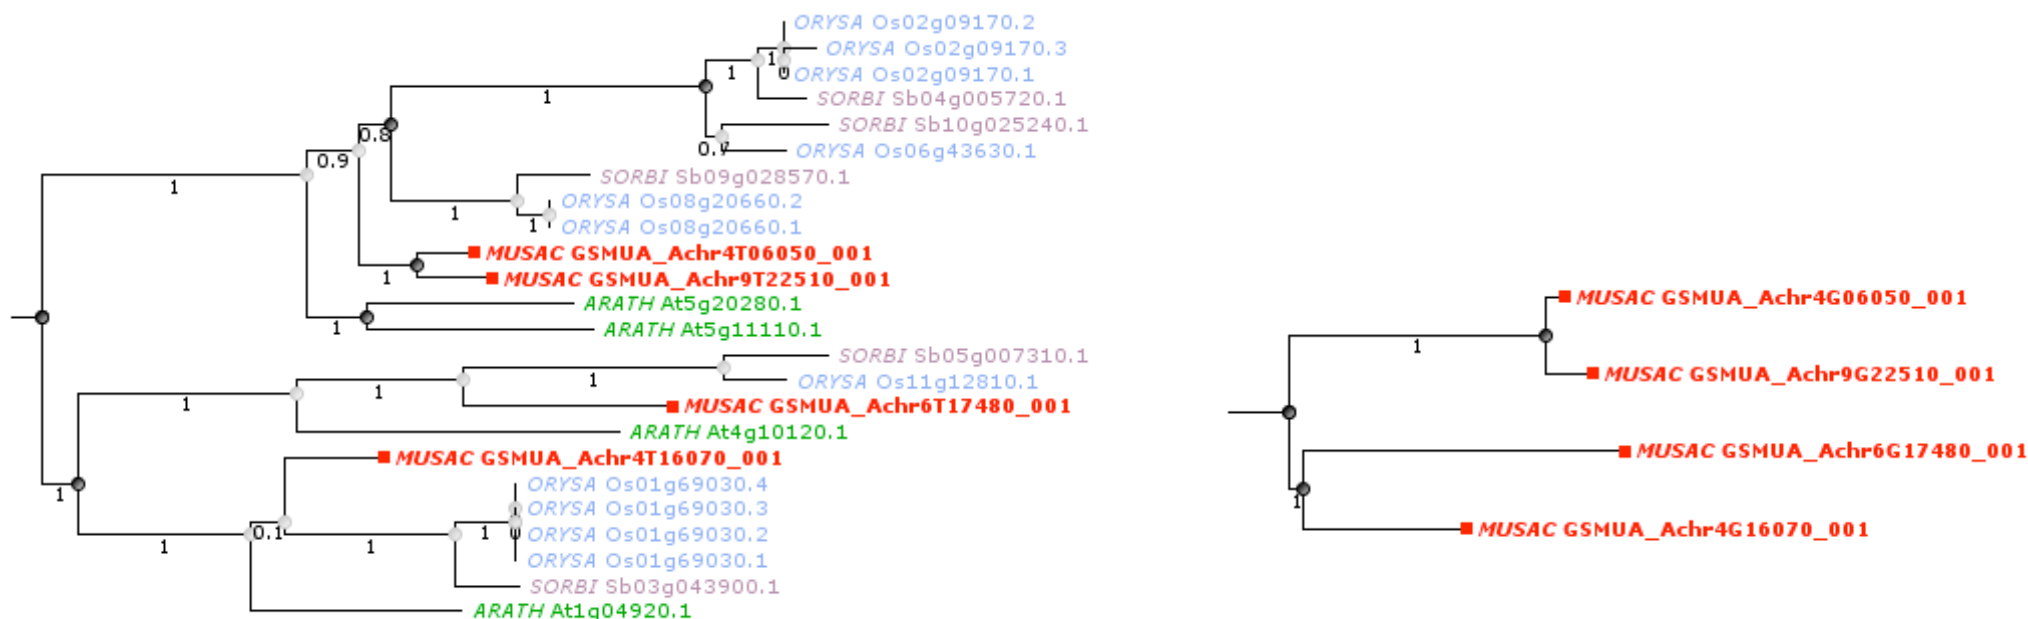 ORYSA Os02g09170.2
ORYSA Os02g09170.3
1
1
0
ORYSA Os02g09170.1
1
SORBI Sb04g005720.1
SORBI Sb10g025240.1
0.8
0.7
ORYSA Os06g43630.1
0.9
SORBI Sb09g028570.1
1
ORYSA Os08g20660.2
1
1
ORYSA Os08g20660.1
MUSAC GSMUA_Achr4T06050_001
1
MUSAC GSMUA_Achr9T22510_001
ARATH At5g20280.1
1
ARATH At5g11110.1
SORBI Sb05g007310.1
1
ORYSA Os11g12810.1
1
1
MUSAC GSMUA_Achr6T17480_001
ARATH At4g10120.1
MUSAC GSMUA_Achr4T16070_001
ORYSA Os01g69030.4
1
ORYSA Os01g69030.3
0.1
1
0
ORYSA Os01g69030.2
1
1
ORYSA Os01g69030.1
SORBI Sb03g043900.1
ARATH At1g04920.1
MUSAC GSMUA_Achr4G06050_001
1
MUSAC GSMUA_Achr9G22510_001
MUSAC GSMUA_Achr6G17480_001
1
MUSAC GSMUA_Achr4G16070_001